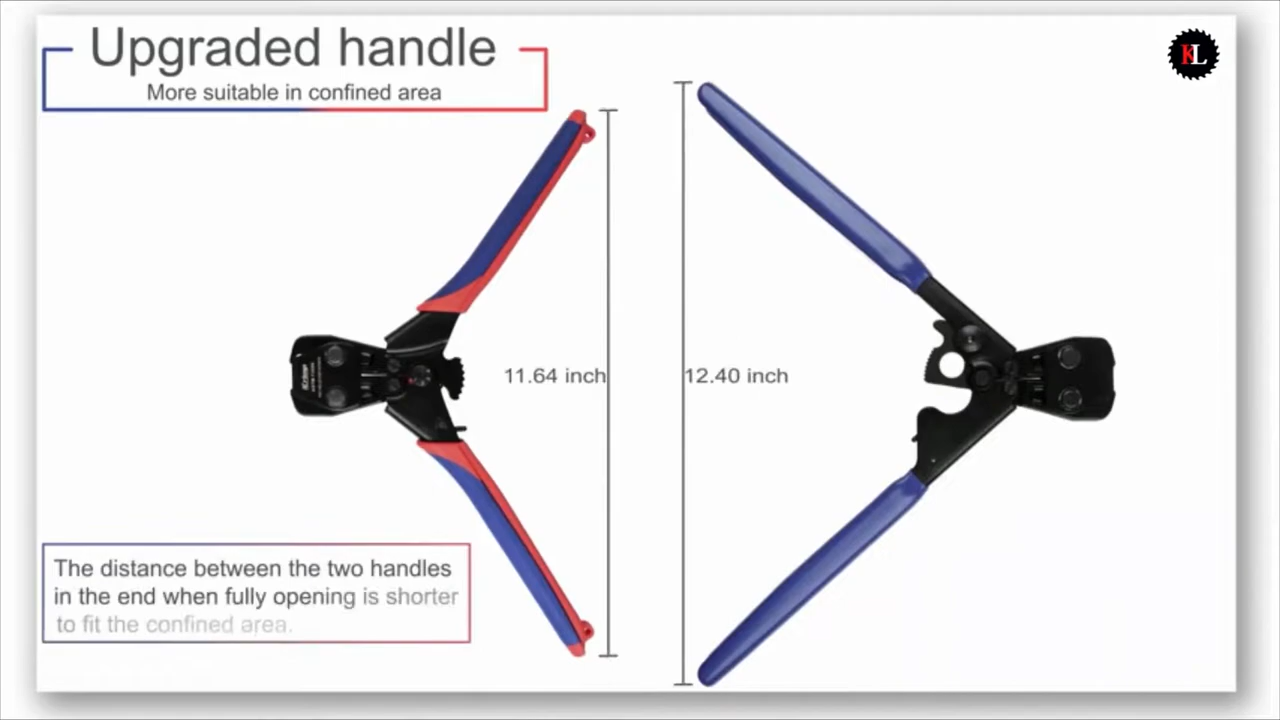 Upgraded handle
More suitable in confined area
KL
11.64 inch
12.40 inch
The distance between the two handles
in the end when fully opening is shorter
to fit the confined area.